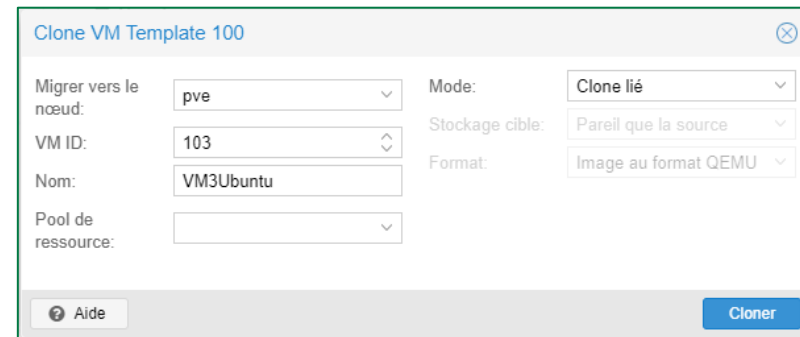 Clone VM Template 100
Migrer vers le
nœud:
pve
VM ID:
103
Nom:
VM3Ubuntu
Pool de
ressource:
Mode:
Clone lié
Stockage cible:
Pareil que la source
Format:
Image au format QEMU
Aide
Cloner